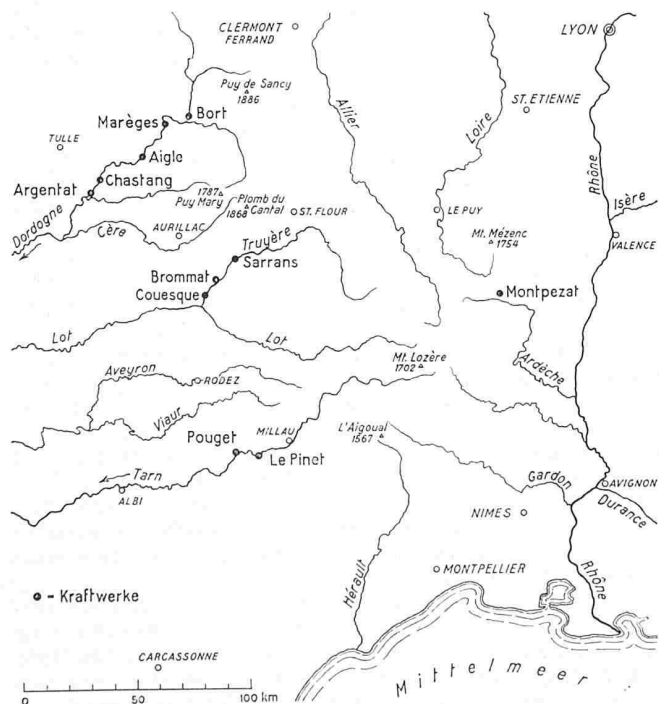 CLERMONT
FERRAND
LYON
Puy de Sancy
1886
Allier
Loire
ST. ETIENNE
Bort
Marèges
TULLE
Aigle
Rhône
Chastang
Argentat
1787
Puy Mary
Plomb du
1868 Cantal
ST. FLOUR
LE PUY
Isère
Dordogne
Cère
AURILLAC
Truyère
Mt. Mézenc
1754
VALENCE
Sarrans
Brommat
Couesque
Montpezat
Lot
Lot
Ardèche
Mt. Lozère
1702
Aveyron
RODEZ
Viaur
MILLAU
L'Aigoual
1567
Pouget
Le Pinet
Gardon
AVIGNON
Tarn
ALBI
Durance
NIMES
- Kraftwerke
Hérault
MONTPELLIER
Rhône
CARCASSONNE
Mittelmeer
0 50 100 km